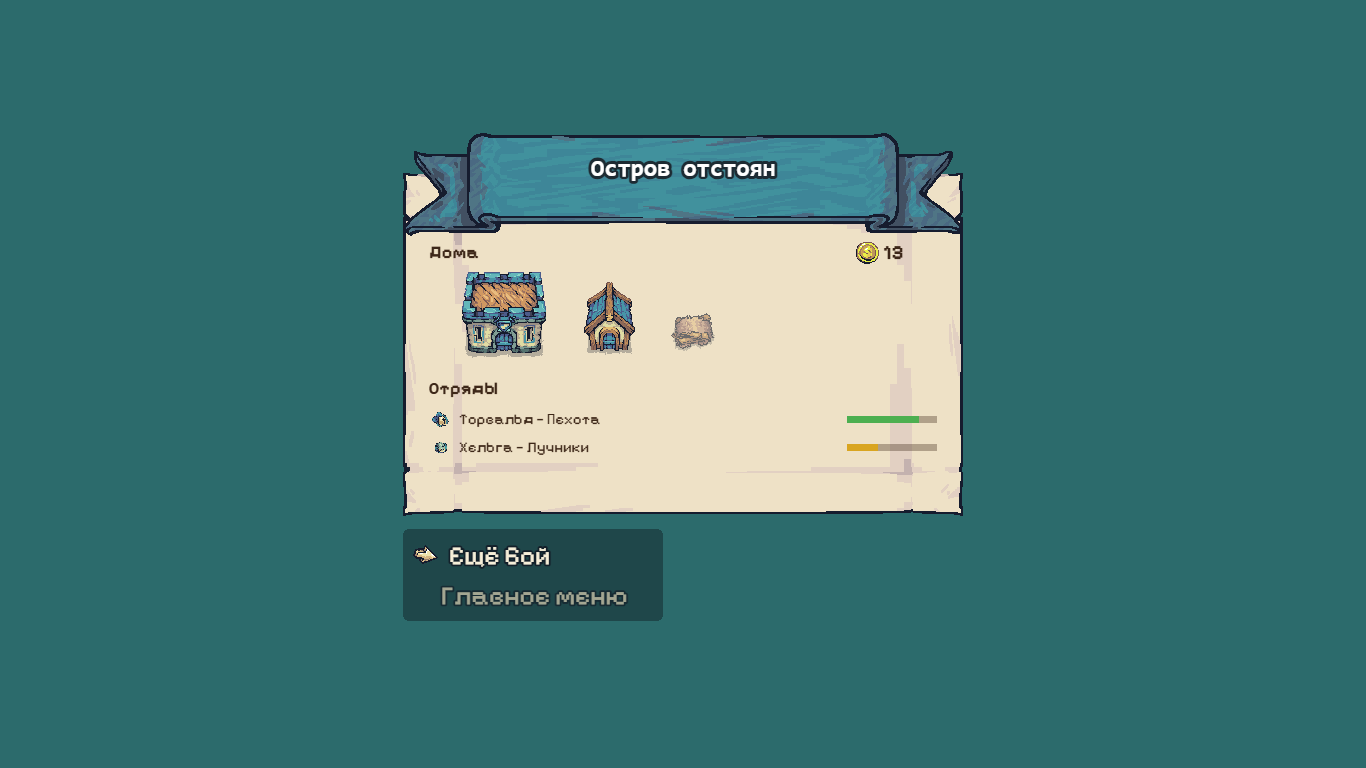 Остров отстоян
Дома
13
Отряды
Торвальд - Пехота
Хельга - Лучники
Ещё бой
Главное меню